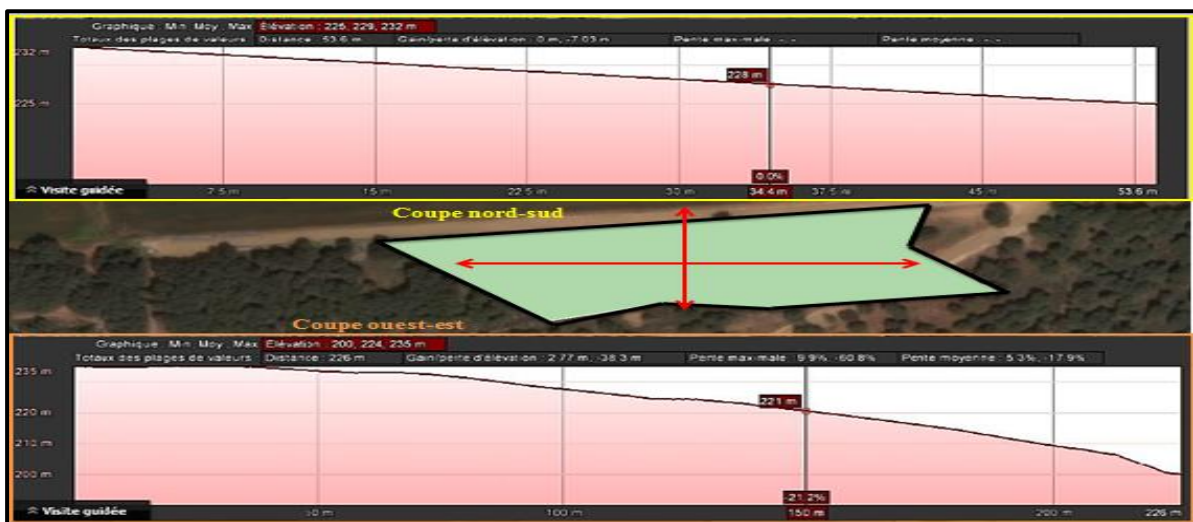 Graphique : Min, Moy, Max Élévation : 225, 229, 232 m
Totaux des plages de valeurs Distance : 53.6 m Gain/perte d'élévation : 0 m, -7.03 m Pente maximale : -, - Pente moyenne : -, -
232 m
228 m
225 m
0.0%
Visite guidée 7.5 m 15 m 22.5 m 30 m 34.4 m 37.5 m 45 m 53.6 m
Coupe nord-sud
Coupe ouest-est
Graphique : Min, Moy, Max Élévation : 200, 224, 235 m
Totaux des plages de valeurs Distance : 226 m Gain/perte d'élévation : 2.77 m, -38.3 m Pente maximale : 9.9%, -60.8% Pente moyenne : 5.3%, -17.9%
235 m
221 m
220 m
210 m
200 m
-21.2%
Visite guidée 50 m 100 m 150 m 200 m 226 m